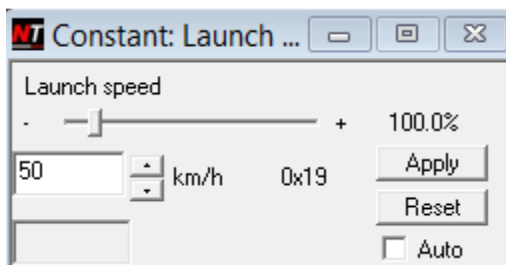 NT Constant: Launch ...
Launch speed
- + 100.0%
50 km/h 0x19 Apply
Reset
Auto